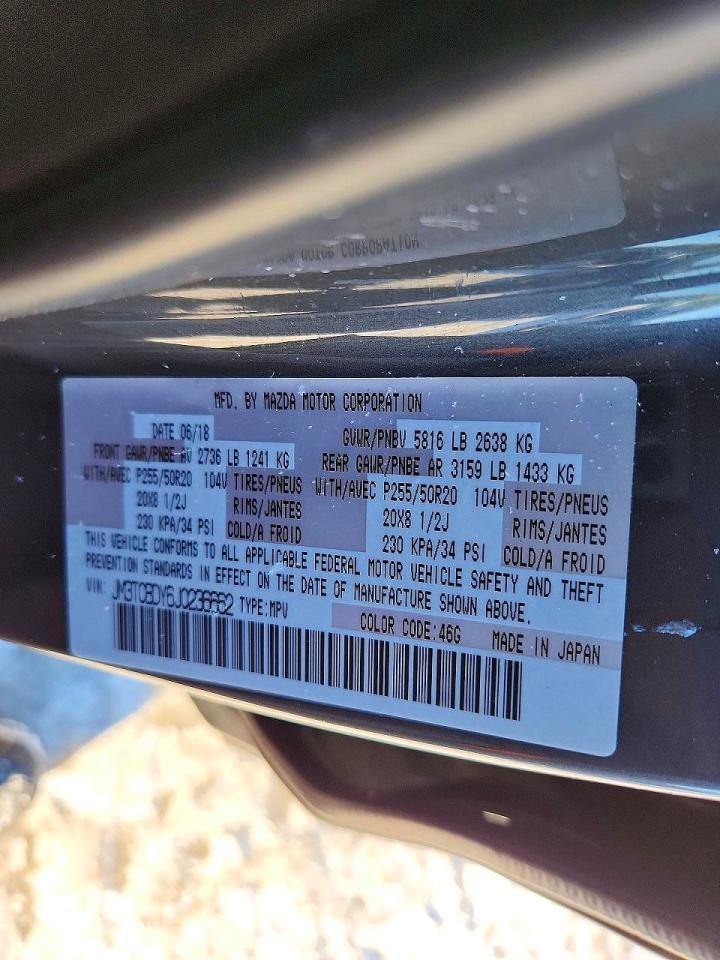 MOTOR CORPORATION
MFD. BY MAZDA MOTOR CORPORATION
DATE 06/18 GVWR/PNBV 5816 LB 2638 KG
FRONT GAWR/PNBE AV 2736 LB 1241 KG REAR GAWR/PNBE AR 3159 LB 1433 KG
WITH/AVEC P255/50R20 104V TIRES/PNEUS WITH/AVEC P255/50R20 104V TIRES/PNEUS
20X8 1/2J RIMS/JANTES 20X8 1/2J RIMS/JANTES
230 KPA/34 PSI COLD/A FROID 230 KPA/34 PSI COLD/A FROID
THIS VEHICLE CONFORMS TO ALL APPLICABLE FEDERAL MOTOR VEHICLE SAFETY AND THEFT
PREVENTION STANDARDS IN EFFECT ON THE DATE OF MANUFACTURE SHOWN ABOVE.
VIN: JM3TCBDY6J0236662 TYPE:MPV COLOR CODE:46G MADE IN JAPAN